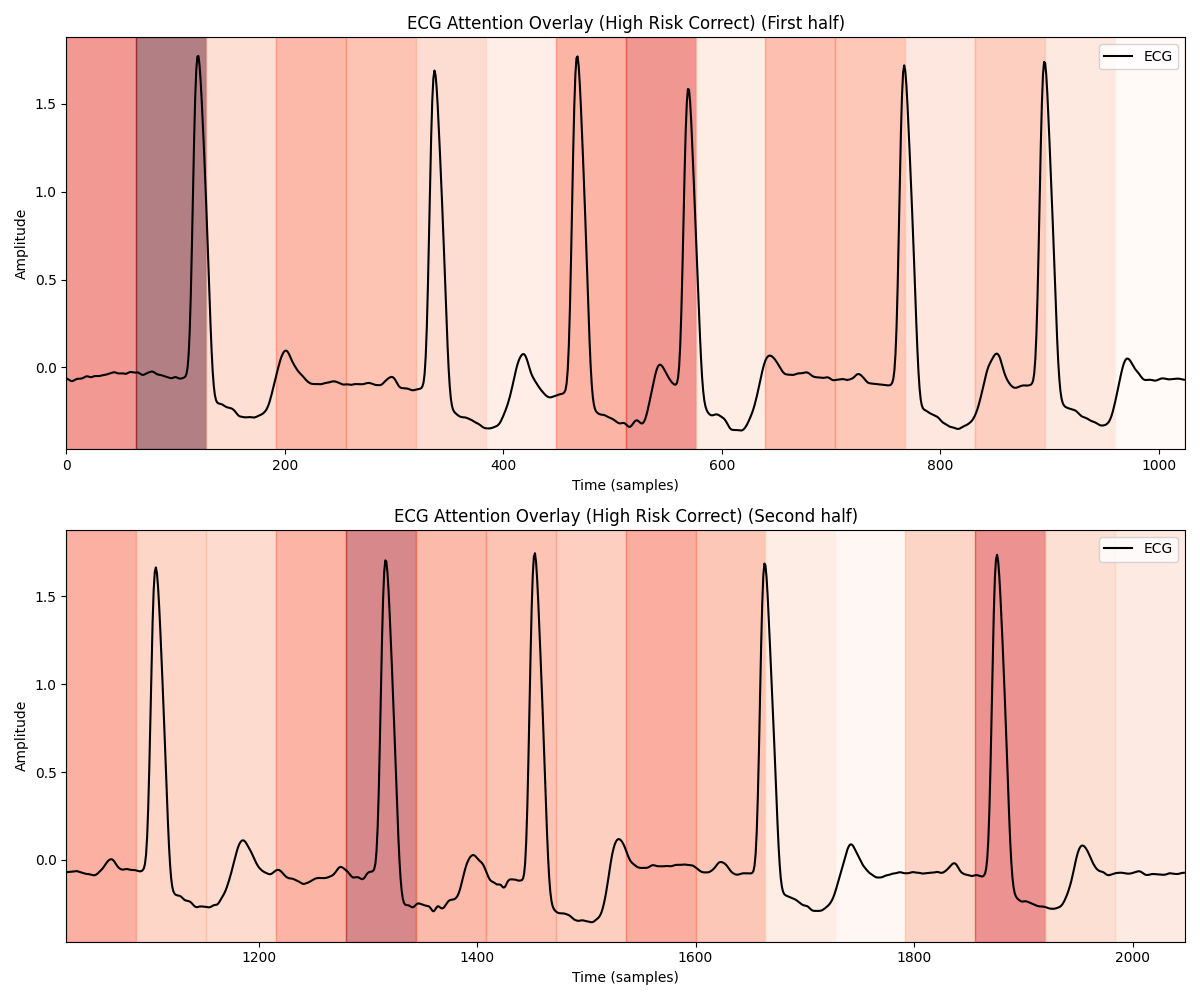 ECG Attention Overlay (High Risk Correct) (First half)
ECG
Amplitude
1.5
1.0
0.5
0.0
0 200 400 600 800 1000
Time (samples)
ECG Attention Overlay (High Risk Correct) (Second half)
ECG
Amplitude
1.5
1.0
0.5
0.0
1200 1400 1600 1800 2000
Time (samples)